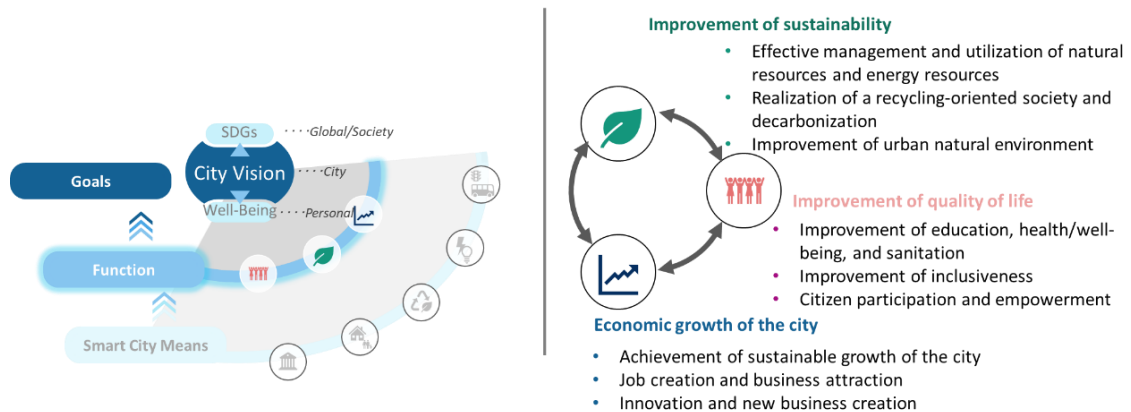 SDGs
····Global/Society
City Vision
····City
Well-Being
····Personal
Goals
Function
Smart City Means
Improvement of sustainability
• Effective management and utilization of natural
resources and energy resources
• Realization of a recycling-oriented society and
decarbonization
• Improvement of urban natural environment
Improvement of quality of life
• Improvement of education, health/well-
being, and sanitation
• Improvement of inclusiveness
• Citizen participation and empowerment
Economic growth of the city
• Achievement of sustainable growth of the city
• Job creation and business attraction
• Innovation and new business creation